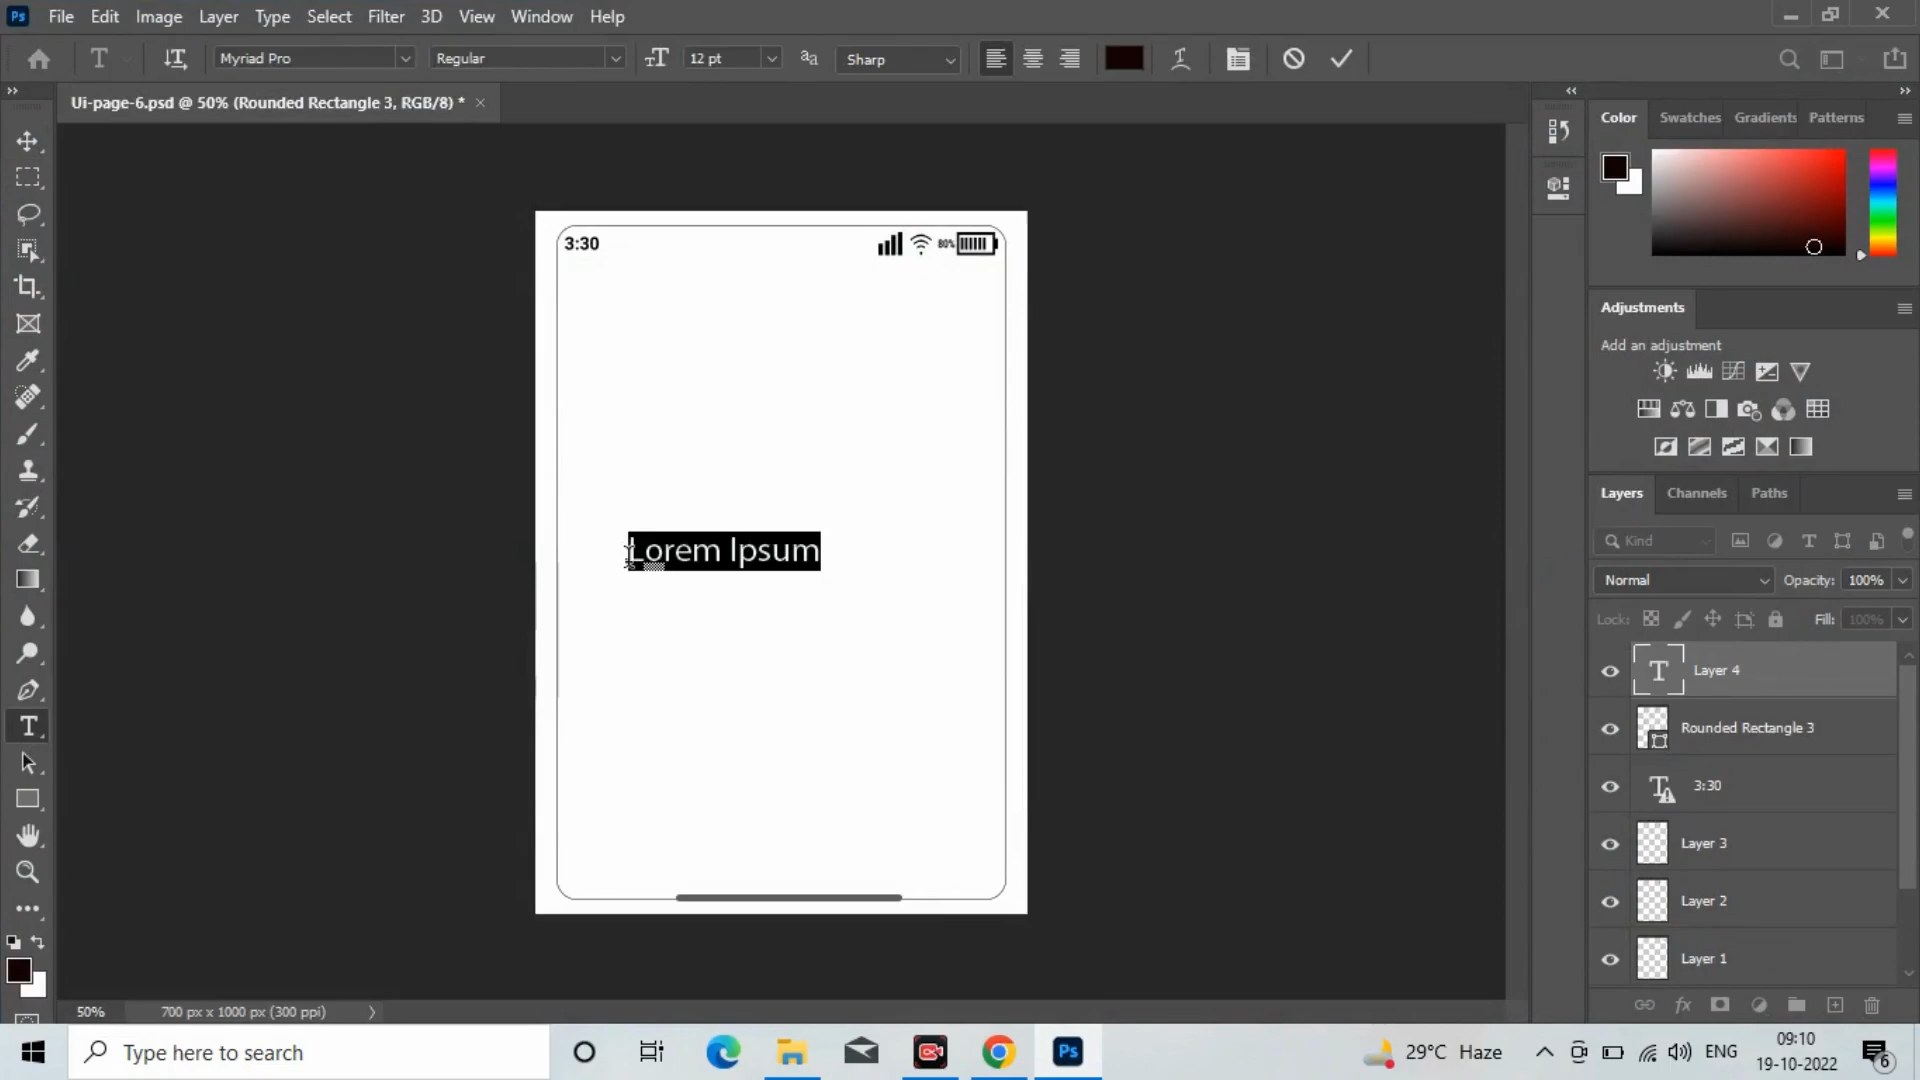 Ps File Edit Image Layer Type Select Filter 3D View Window Help
T Myriad Pro Regular 12 pt aa Sharp
Ui-page-6.psd @ 50% (Rounded Rectangle 3, RGB/8) *
Color Swatches Gradients Patterns
3:30 80%
Adjustments
Add an adjustment
Layers Channels Paths
Kind
Lorem Ipsum
Normal Opacity: 100%
Lock: Fill: 100%
Layer 4
Rounded Rectangle 3
3:30
Layer 3
Layer 2
Layer 1
50% 700 px x 1000 px (300 ppi)
Type here to search
Ps
29°C Haze
ENG
09:10
19-10-2022
6